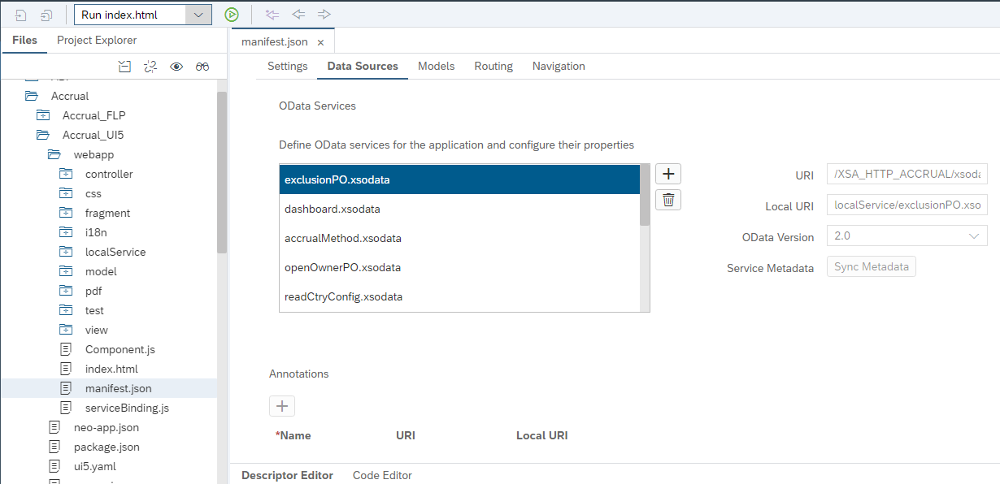 Run index.html
Files Project Explorer
Accrual
Accrual_FLP
Accrual_UI5
webapp
controller
css
fragment
i18n
localService
model
pdf
test
view
Component.js
index.html
manifest.json
serviceBinding.js
neo-app.json
package.json
ui5.yaml
manifest.json ×
Settings Data Sources Models Routing Navigation
OData Services
Define OData services for the application and configure their properties
exclusionPO.xsodata
dashboard.xsodata
accrualMethod.xsodata
openOwnerPO.xsodata
readCtryConfig.xsodata
URI /XSA_HTTP_ACCRUAL/xsoda
Local URI localService/exclusionPO.xso
OData Version 2.0
Service Metadata Sync Metadata
Annotations
*Name URI Local URI
Descriptor Editor Code Editor